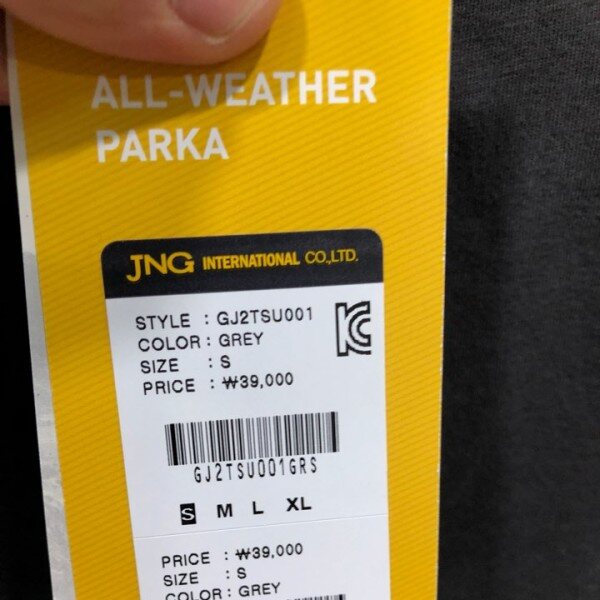 ALL-WEATHER
PARKA
JNG INTERNATIONAL CO.,LTD.
STYLE : GJ2TSU001
COLOR : GREY
SIZE : S
PRICE : ₩39,000
GJ2TSU001GRS
S M L XL
PRICE : ₩39,000
SIZE : S
COLOR : GREY